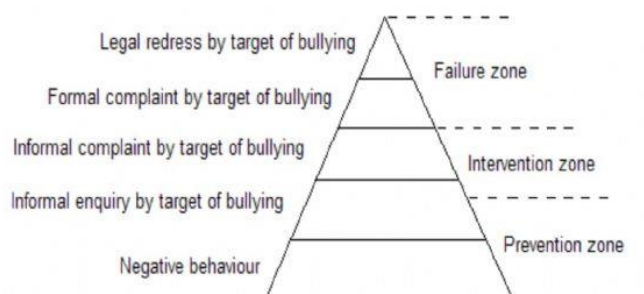 Legal redress by target of bullying
Failure zone
Formal complaint by target of bullying
Informal complaint by target of bullying
Intervention zone
Informal enquiry by target of bullying
Prevention zone
Negative behaviour